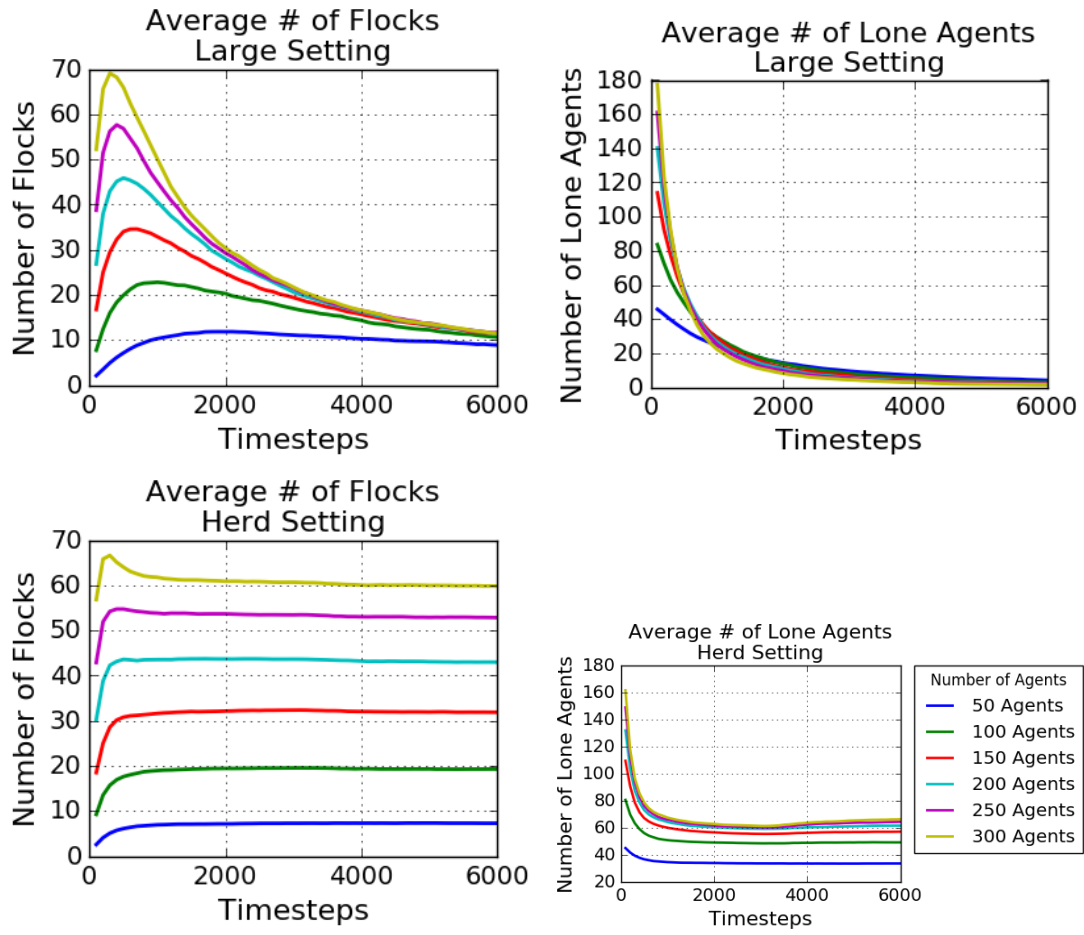 Average # of Flocks
Large Setting
Number of Flocks
70
60
50
40
30
20
10
0
0 2000 4000 6000
Timesteps
Average # of Lone Agents
Large Setting
Number of Lone Agents
180
160
140
120
100
80
60
40
20
0
0 2000 4000 6000
Timesteps
Average # of Flocks
Herd Setting
Number of Flocks
70
60
50
40
30
20
10
0
0 2000 4000 6000
Timesteps
Average # of Lone Agents
Herd Setting
Number of Lone Agents
180
160
140
120
100
80
60
40
20
0 2000 4000 6000
Timesteps
Number of Agents
50 Agents
100 Agents
150 Agents
200 Agents
250 Agents
300 Agents